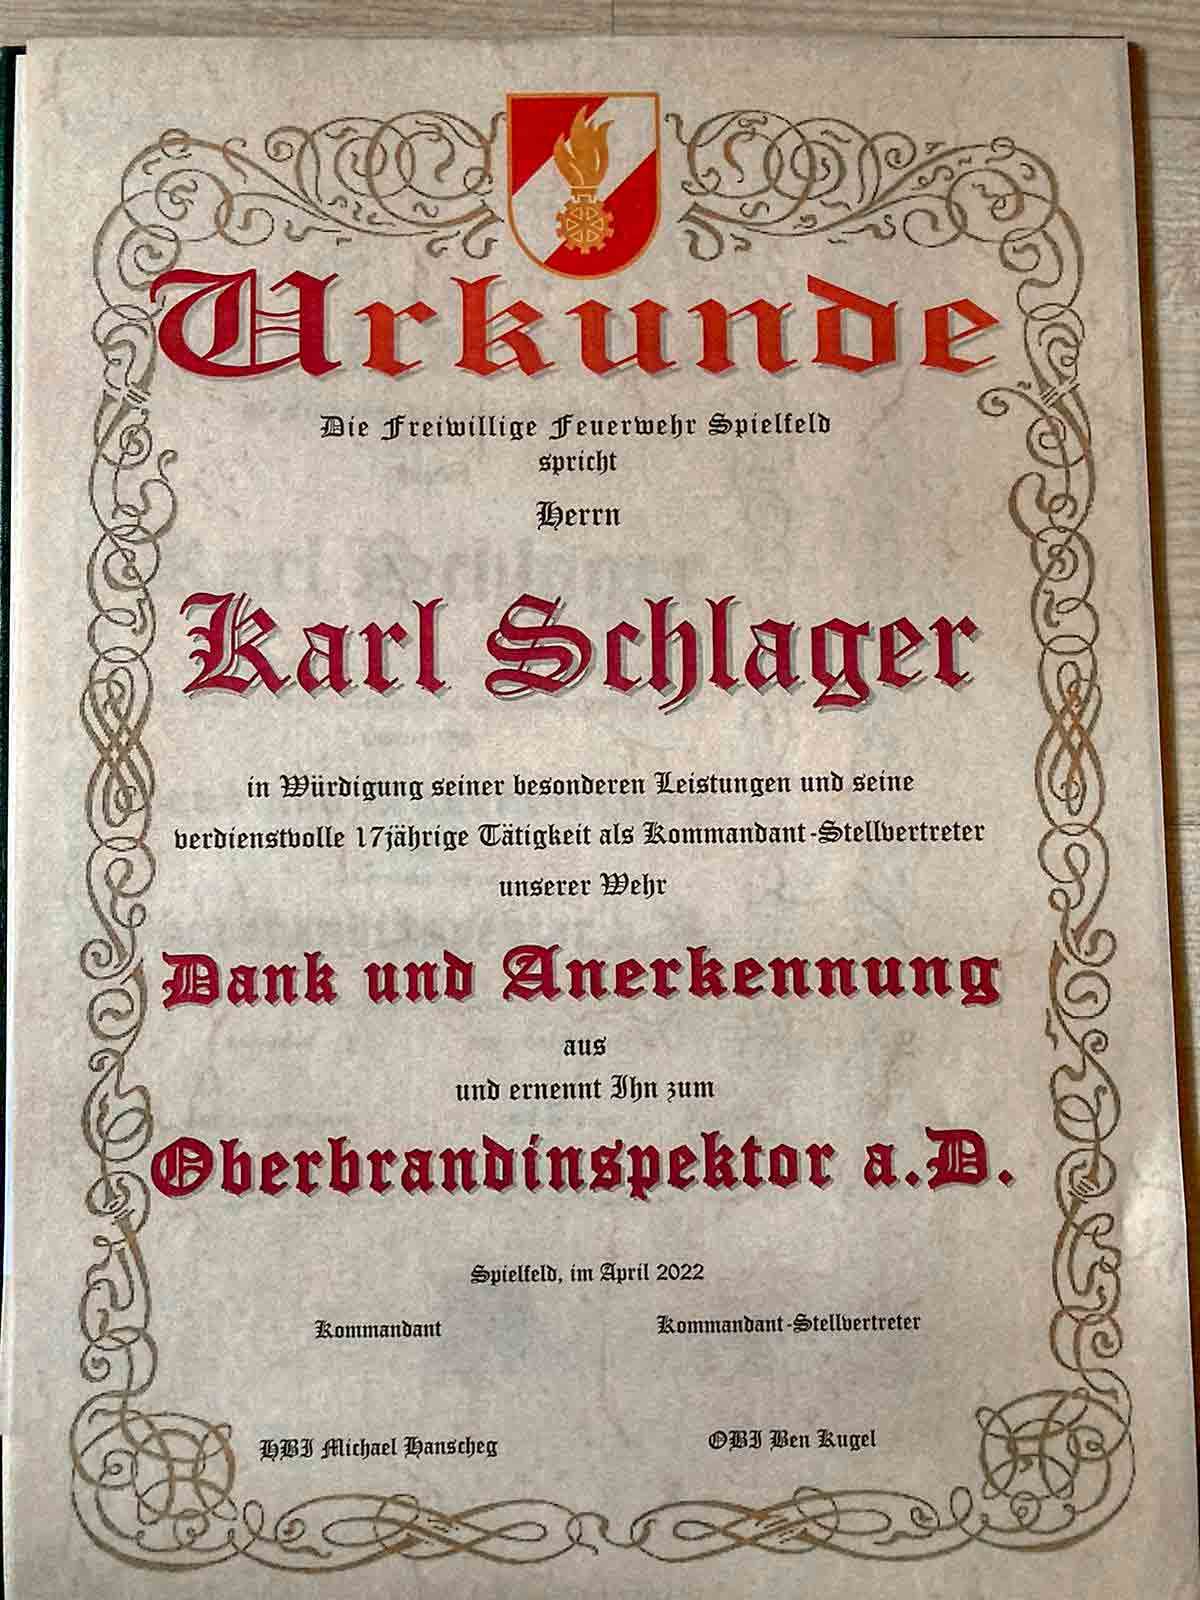 Urkunde
Die Freiwillige Feuerwehr Spielfeld
spricht
Herrn
Karl Schlager
in Würdigung seiner besonderen Leistungen und seine
verdienstvolle 17jährige Tätigkeit als Kommandant-Stellvertreter
unserer Wehr
Dank und Anerkennung
aus
und ernennt Ihn zum
Oberbrandinspektor a.D.
Spielfeld, im April 2022
Kommandant Kommandant-Stellvertreter
HBI Michael Hanscheg OBI Ben Kugel